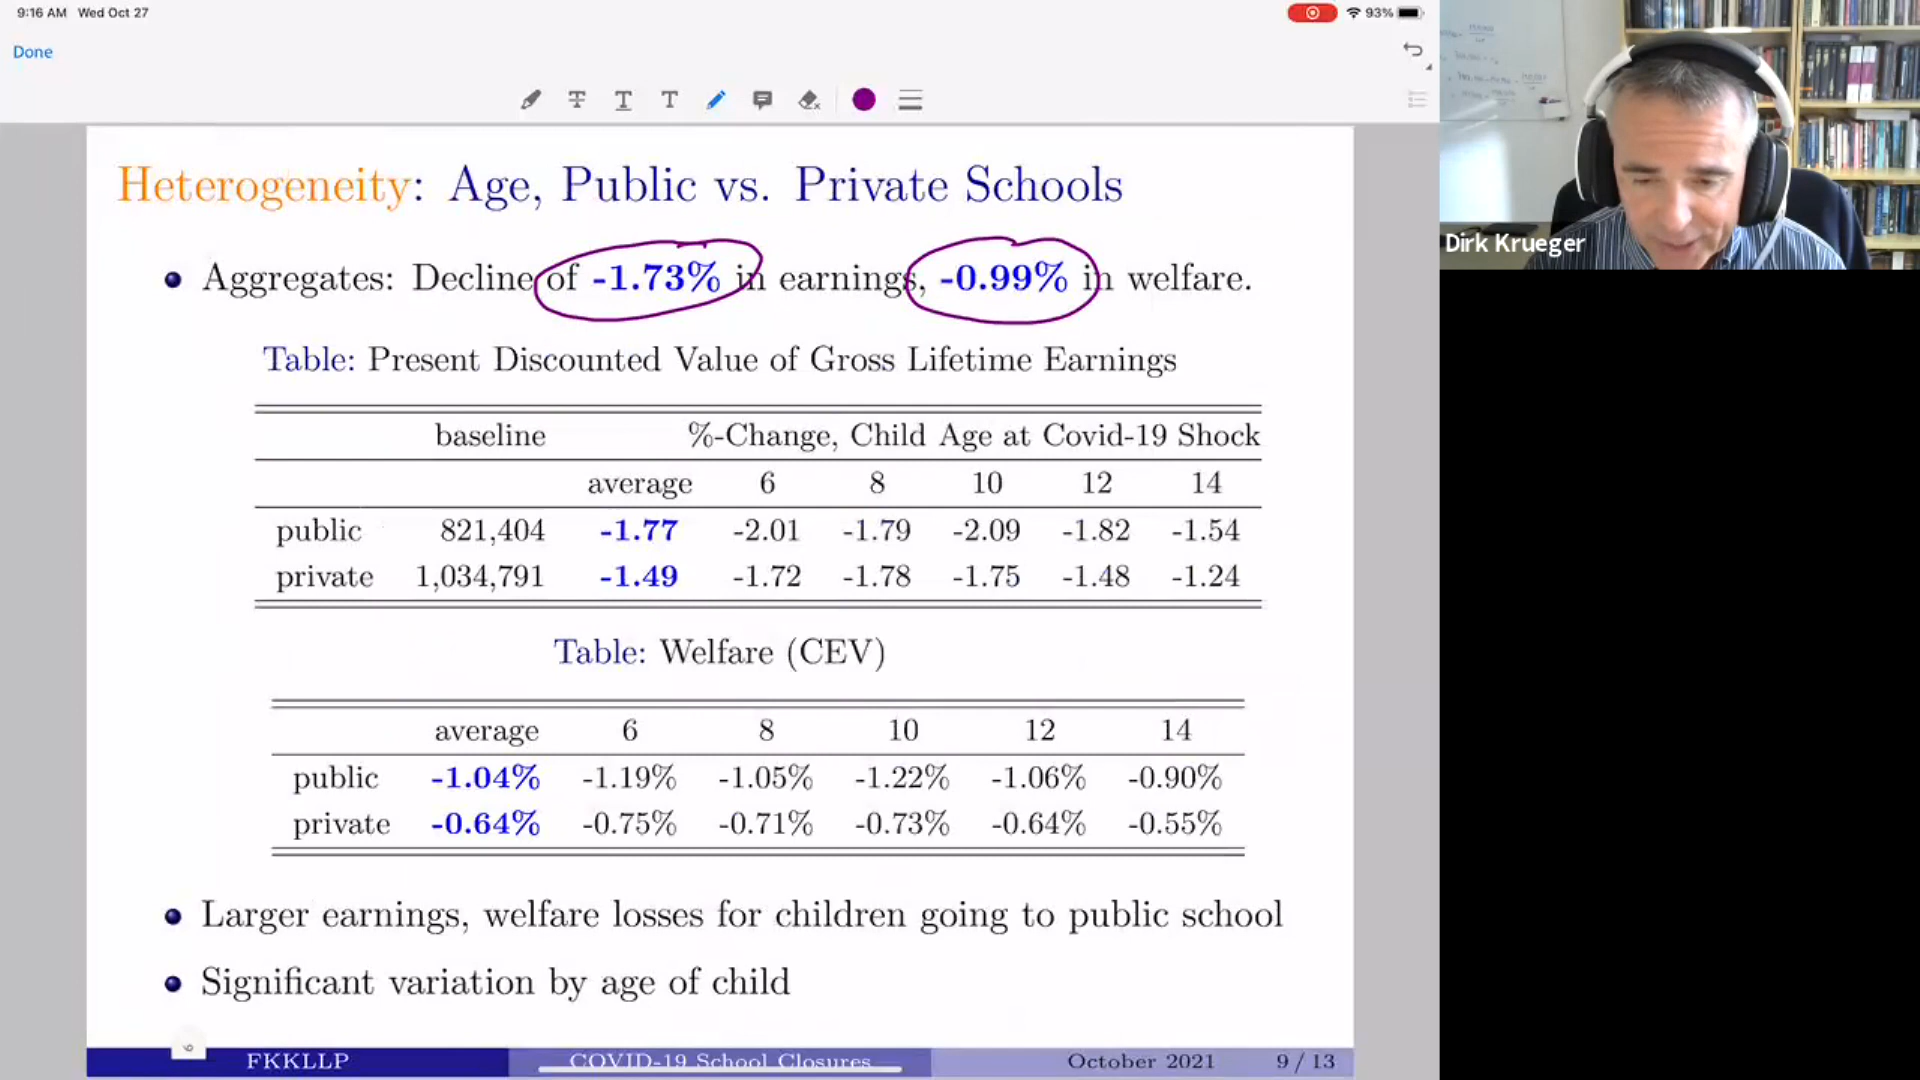 9:16 AM Wed Oct 27
93%
Done
Heterogeneity: Age, Public vs. Private Schools
Aggregates: Decline of -1.73% in earnings, -0.99% in welfare.
Table: Present Discounted Value of Gross Lifetime Earnings
baseline %-Change, Child Age at Covid-19 Shock
average 6 8 10 12 14
public 821,404 -1.77 -2.01 -1.79 -2.09 -1.82 -1.54
private 1,034,791 -1.49 -1.72 -1.78 -1.75 -1.48 -1.24
Table: Welfare (CEV)
average 6 8 10 12 14
public -1.04% -1.19% -1.05% -1.22% -1.06% -0.90%
private -0.64% -0.75% -0.71% -0.73% -0.64% -0.55%
Larger earnings, welfare losses for children going to public school
Significant variation by age of child
FKKLLP COVID-19 School Closures October 2021 9 / 13
Dirk Krueger